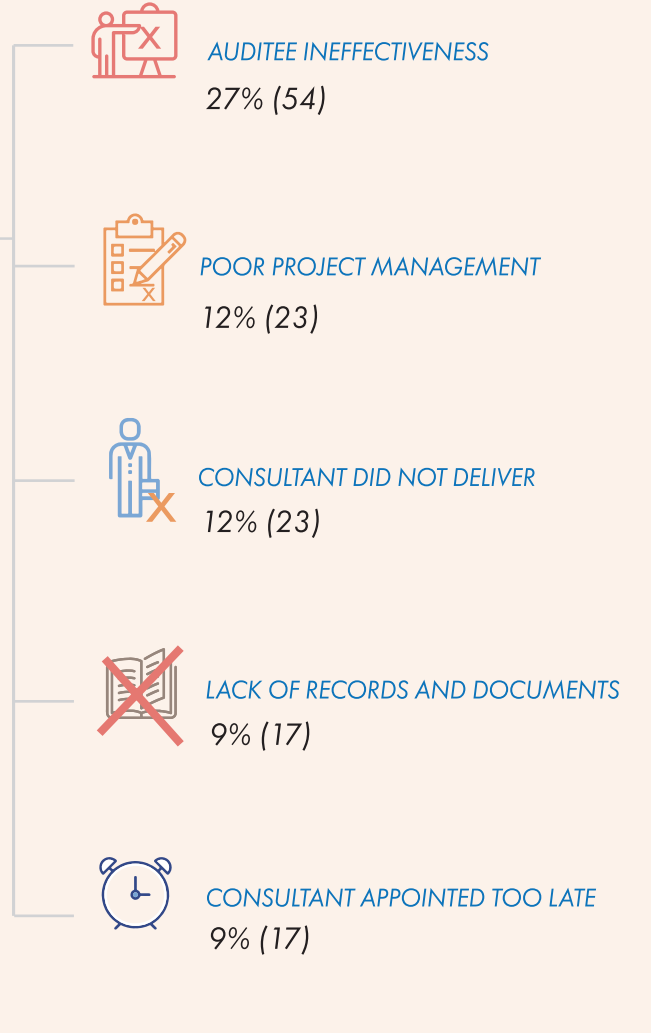 X
AUDITEE INEFFECTIVENESS
27% (54)
POOR PROJECT MANAGEMENT
X
12% (23)
CONSULTANT DID NOT DELIVER
X
12% (23)
LACK OF RECORDS AND DOCUMENTS
9% (17)
CONSULTANT APPOINTED TOO LATE
9% (17)